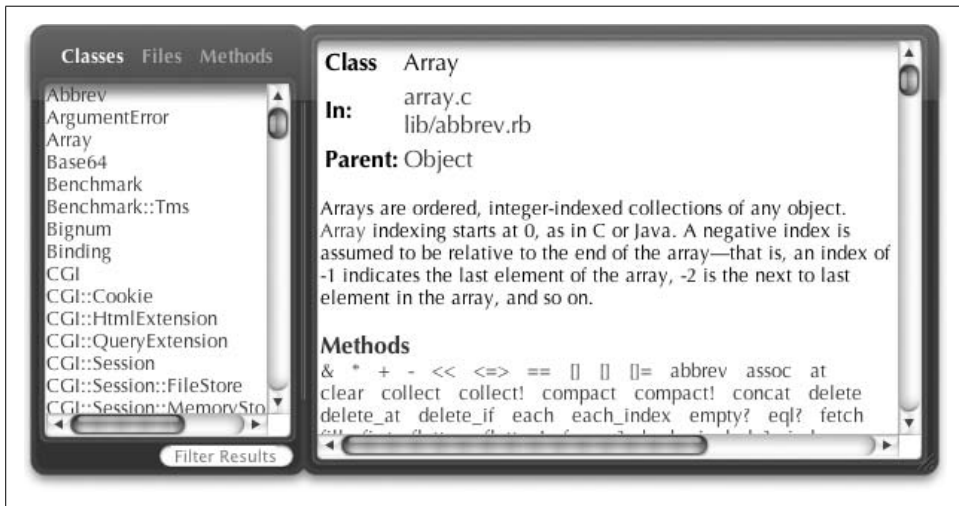 Classes Files Methods
Abbrev
ArgumentError
Array
Base64
Benchmark
Benchmark::Tms
Bignum
Binding
CGI
CGI::Cookie
CGI::HtmlExtension
CGI::QueryExtension
CGI::Session
CGI::Session::FileStore
CGI::Session::MemorySto
Filter Results
Class Array
In: array.c
lib/abbrev.rb
Parent: Object
Arrays are ordered, integer-indexed collections of any object.
Array indexing starts at 0, as in C or Java. A negative index is
assumed to be relative to the end of the array—that is, an index of
-1 indicates the last element of the array, -2 is the next to last
element in the array, and so on.
Methods
& * + - << <=> == [] [] []= abbrev assoc at
clear collect collect! compact compact! concat delete
delete_at delete_if each each_index empty? eql? fetch